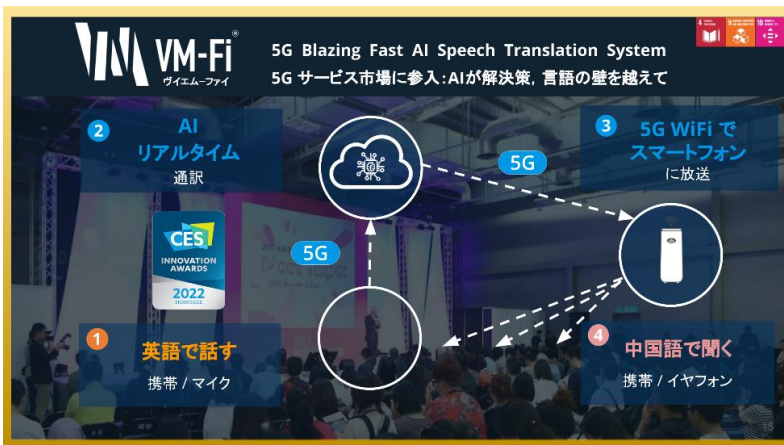 VM-Fi®
ヴイエムーファイ
5G Blazing Fast AI Speech Translation System
5G サービス市場に参入:AIが解決策, 言語の壁を越えて
2
AI
リアルタイム
通訳
3
5G WiFi で
スマートフォン
に放送
5G
5G
CES
INNOVATION
AWARDS
2022
HONOREE
1
英語で話す
携帯 / マイク
4
中国語で聞く
携帯 / イヤフォン
16